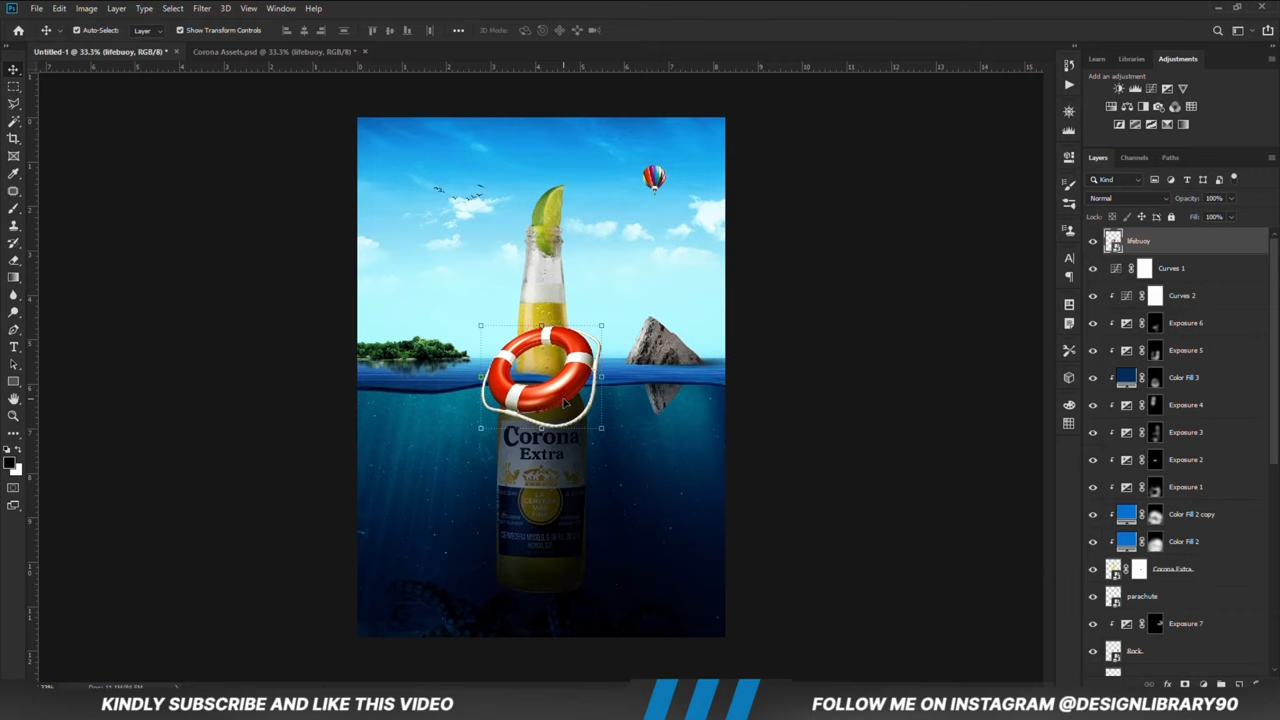 Ps File Edit Image Layer Type Select Filter 3D View Window Help
Auto-Select: Layer Show Transform Controls 3D Mode:
Untitled-1 @ 33.3% (lifebuoy, RGB/8) * × Corona Assets.psd @ 33.3% (lifebuoy, RGB/8) * ×
Learn Libraries Adjustments
Add an adjustment
Layers Channels Paths
Kind
Normal Opacity: 100%
Lock: Fill: 100%
lifebuoy
Curves 1
Curves 2
Exposure 6
Exposure 5
Color Fill 3
Exposure 4
Exposure 3
Exposure 2
Exposure 1
Color Fill 2 copy
Color Fill 2
Corona Extra
parachute
Exposure 7
Rock
Corona
Extra
LA
KINDLY SUBSCRIBE AND LIKE THIS VIDEO
FOLLOW ME ON INSTAGRAM @DESIGNLIBRARY90